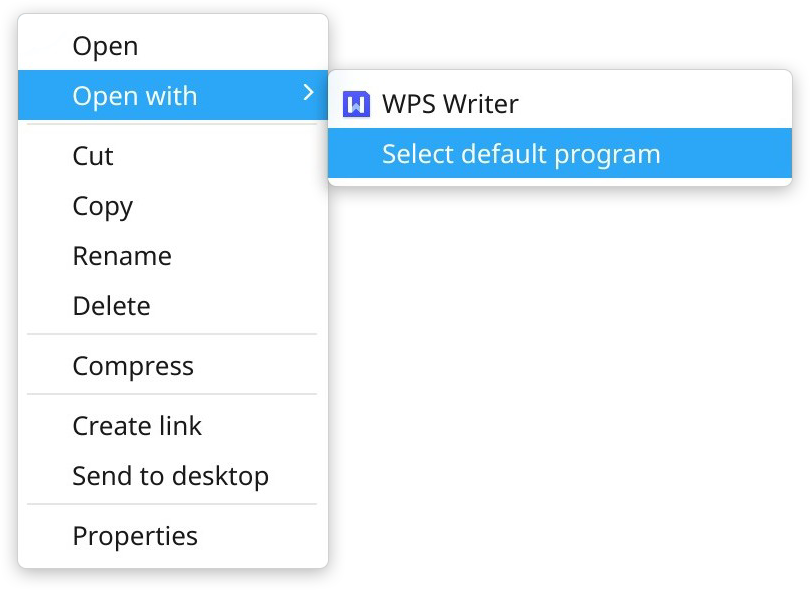 Open
Open with
WPS Writer
Select default program
Cut
Copy
Rename
Delete
Compress
Create link
Send to desktop
Properties